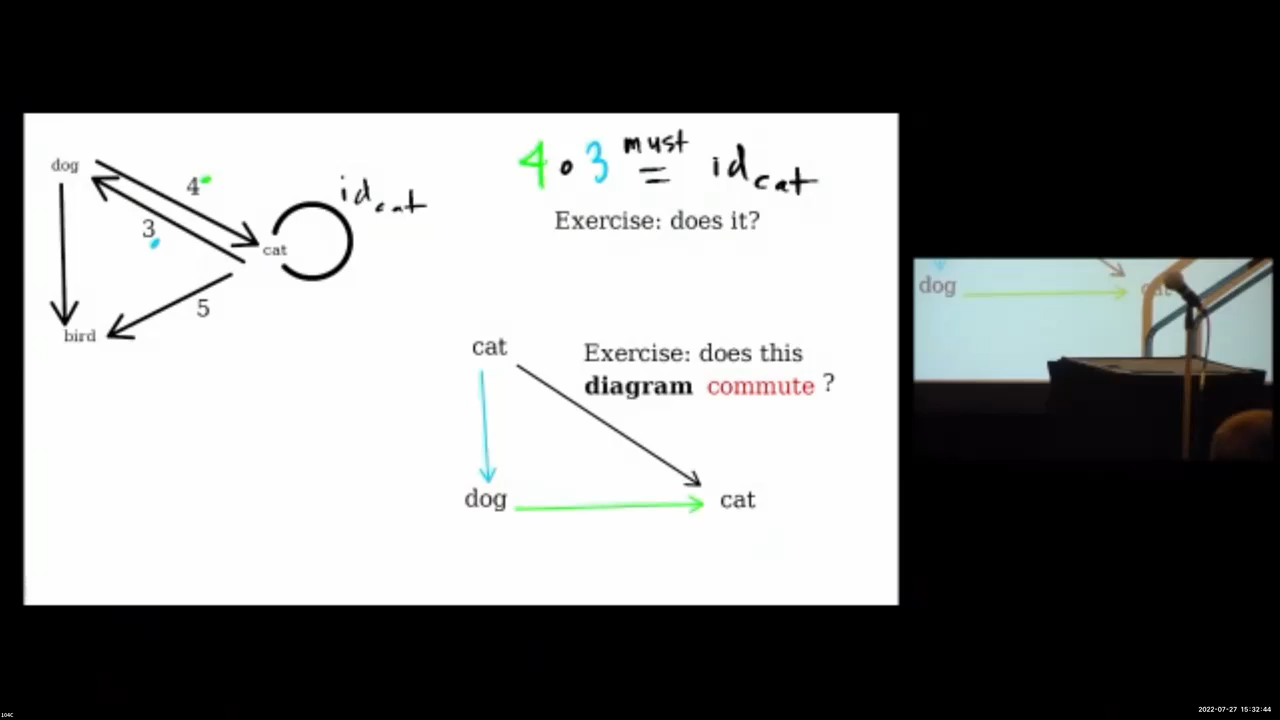 4 ∘ 3 must = id cat
dog
4
id cat
3
cat
Exercise: does it?
5
bird
cat
Exercise: does this
diagram commute ?
dog
cat
dog
cat
104C
2022-07-27 15:32:44